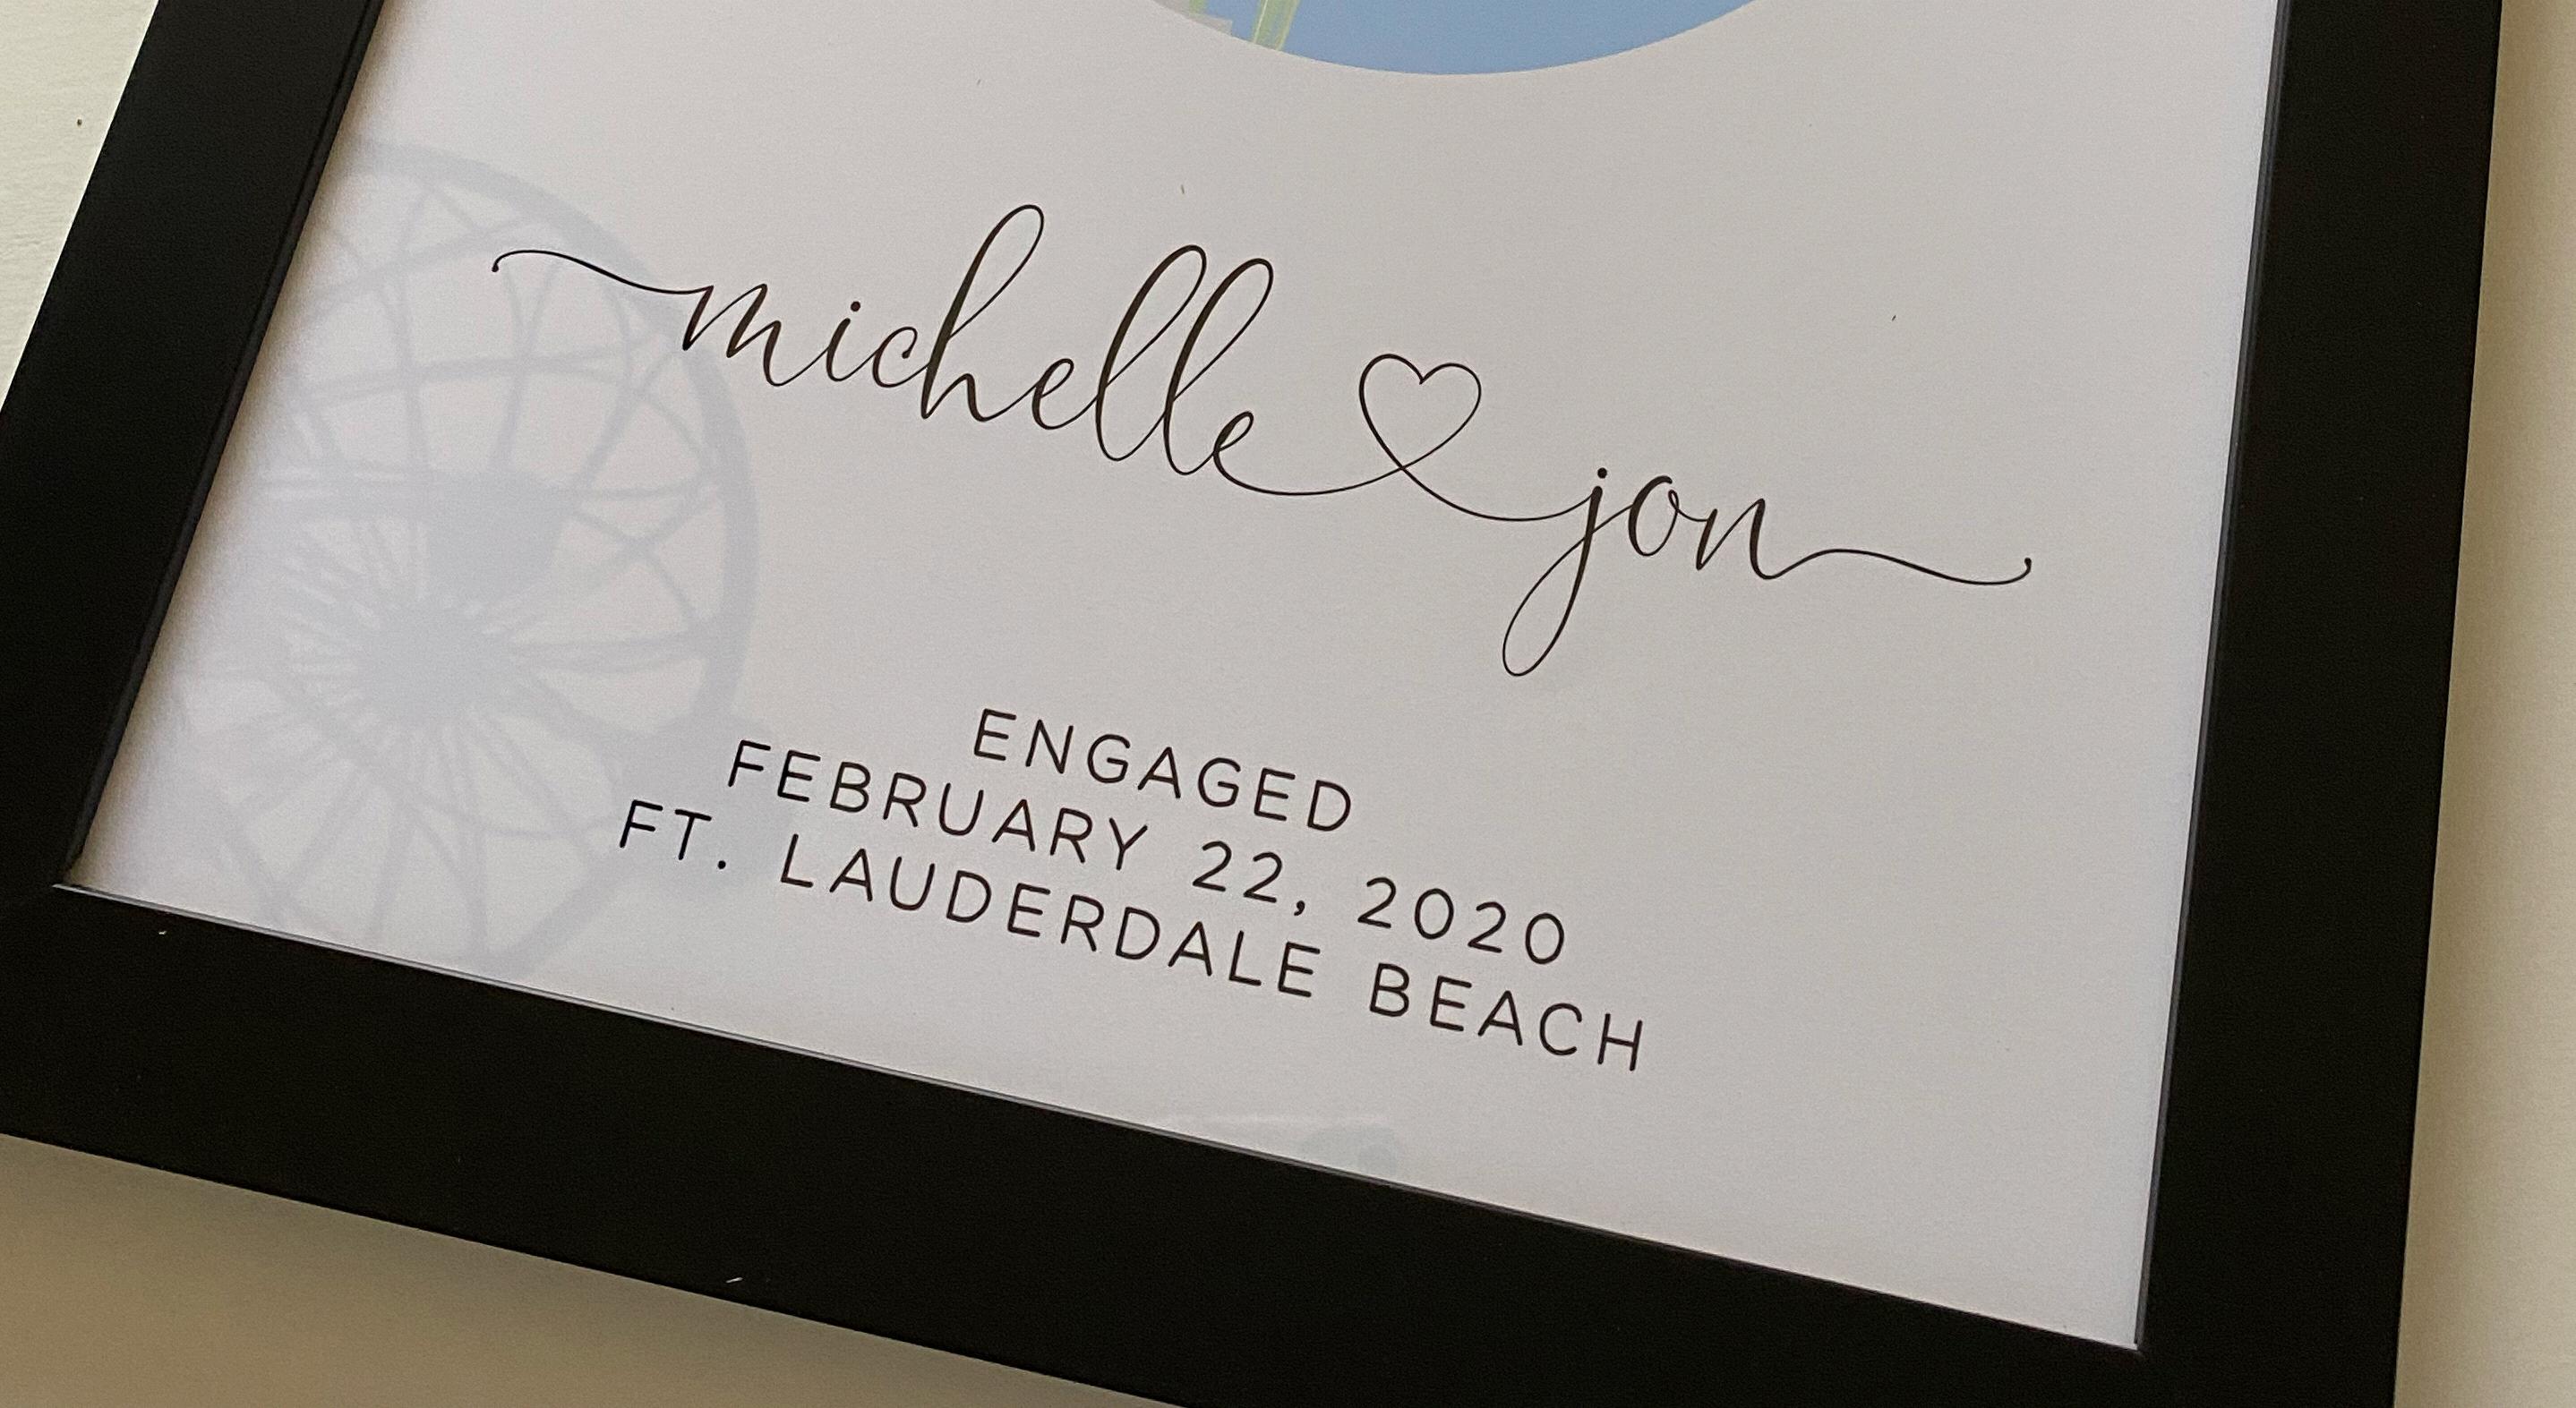 michelle jon
ENGAGED
FEBRUARY 22, 2020
FT. LAUDERDALE BEACH